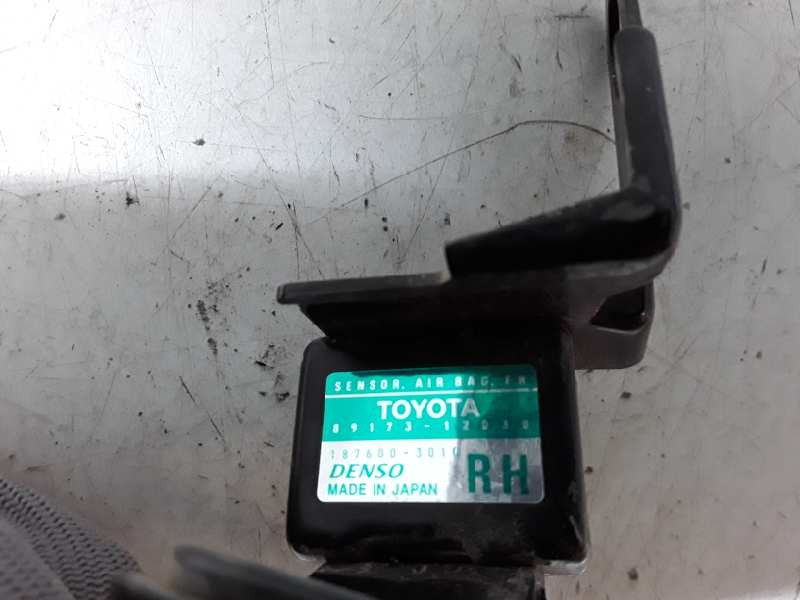 SENSOR, AIR BAG, FR
TOYOTA
89173-12030
187600-3010
DENSO
MADE IN JAPAN
RH